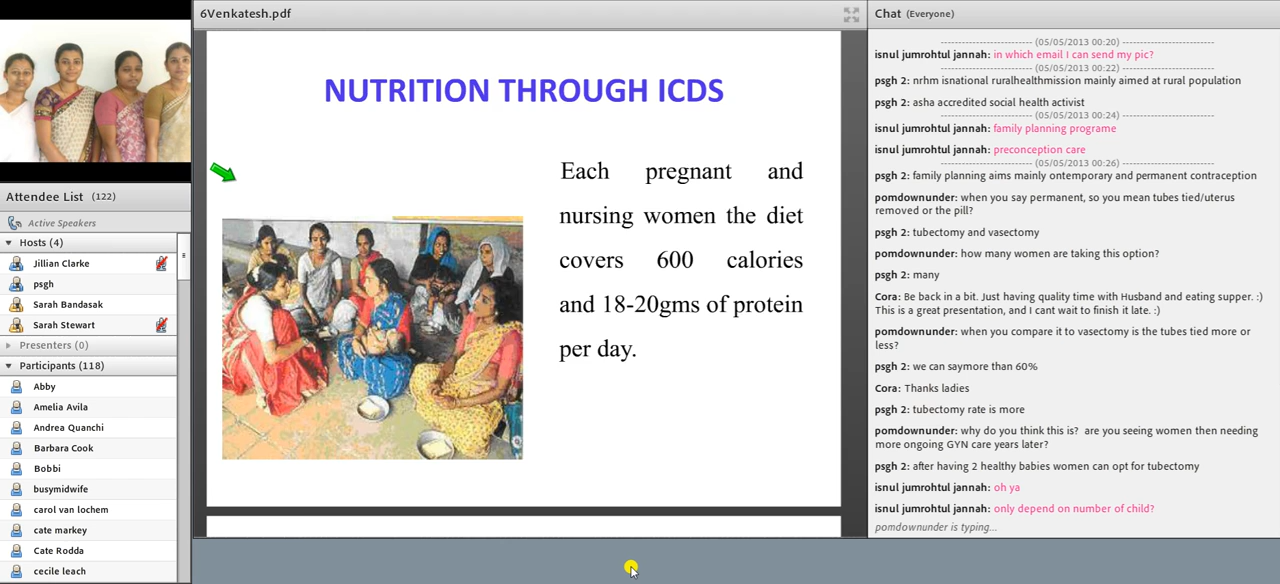 6Venkatesh.pdf
NUTRITION THROUGH ICDS
Each pregnant and
nursing women the diet
covers 600 calories
and 18-20gms of protein
per day.
Attendee List (122)
Active Speakers
Hosts (4)
Jillian Clarke
psgh
Sarah Bandasak
Sarah Stewart
Presenters (0)
Participants (118)
Abby
Amelia Avila
Andrea Quanchi
Barbara Cook
Bobbi
busymidwife
carol van lochem
cate markey
Cate Rodda
cecile leach
Chat (Everyone)
------------------ (05/05/2013 00:20) ------------------
isnul jumrohtul jannah: in which email I can send my pic?
------------------ (05/05/2013 00:22) ------------------
psgh 2: nrhm isnational ruralhealthmission mainly aimed at rural population
psgh 2: asha accredited social health activist
------------------ (05/05/2013 00:24) ------------------
isnul jumrohtul jannah: family planning programe
isnul jumrohtul jannah: preconception care
------------------ (05/05/2013 00:26) ------------------
psgh 2: family planning aims mainly ontemporary and permanent contraception
pomdownunder: when you say permanent, so you mean tubes tied/uterus
removed or the pill?
psgh 2: tubectomy and vasectomy
pomdownunder: how many women are taking this option?
psgh 2: many
Cora: Be back in a bit. Just having quality time with Husband and eating supper. :)
This is a great presentation, and I cant wait to finish it late. :)
pomdownunder: when you compare it to vasectomy is the tubes tied more or
less?
psgh 2: we can saymore than 60%
Cora: Thanks ladies
psgh 2: tubectomy rate is more
pomdownunder: why do you think this is?  are you seeing women then needing
more ongoing GYN care years later?
psgh 2: after having 2 healthy babies women can opt for tubectomy
isnul jumrohtul jannah: oh ya
isnul jumrohtul jannah: only depend on number of child?
pomdownunder is typing...